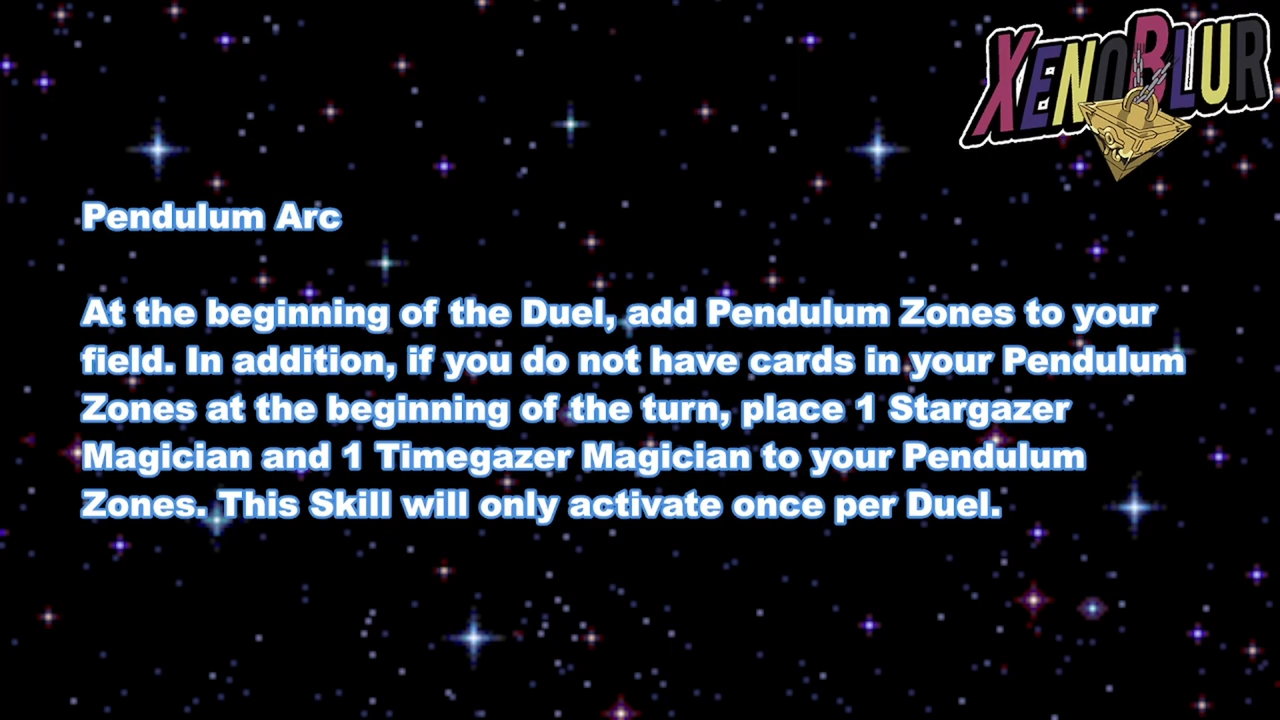 XENOBLUR
Pendulum Arc
At the beginning of the Duel, add Pendulum Zones to your
field. In addition, if you do not have cards in your Pendulum
Zones at the beginning of the turn, place 1 Stargazer
Magician and 1 Timegazer Magician to your Pendulum
Zones. This Skill will only activate once per Duel.